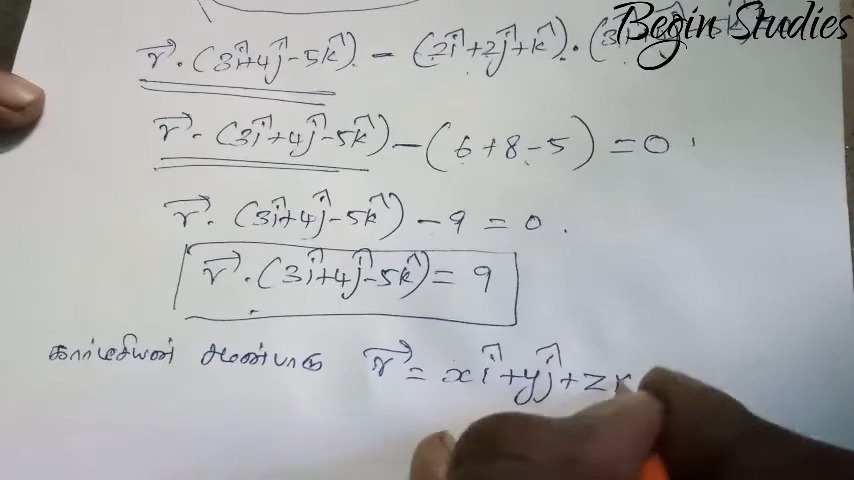 Begin Studies
r⃗ · (3î+4ĵ-5k̂) - (2î+2ĵ+k̂) · (3î
r⃗ · (3î+4ĵ-5k̂) - (6+8-5) = 0
r⃗ · (3î+4ĵ-5k̂) - 9 = 0.
r⃗ · (3î+4ĵ-5k̂) = 9
கார்டீசியன் சமன்பாடு r⃗ = xî+yĵ+z